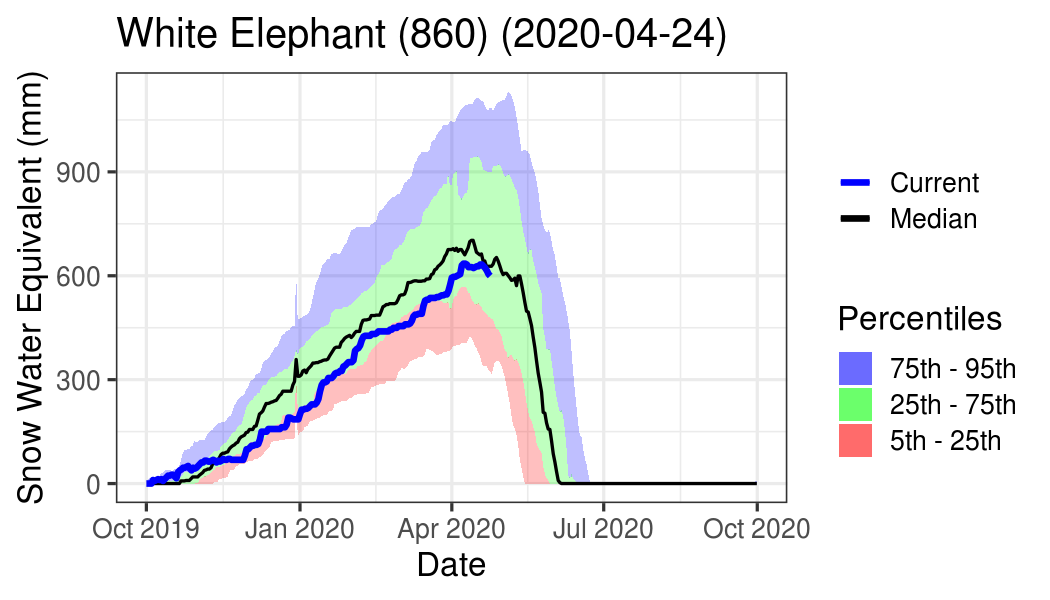 White Elephant (860) (2020-04-24)
Snow Water Equivalent (mm)
900
600
300
0
Oct 2019
Jan 2020
Apr 2020
Jul 2020
Oct 2020
Date
Current
Median
Percentiles
75th - 95th
25th - 75th
5th - 25th